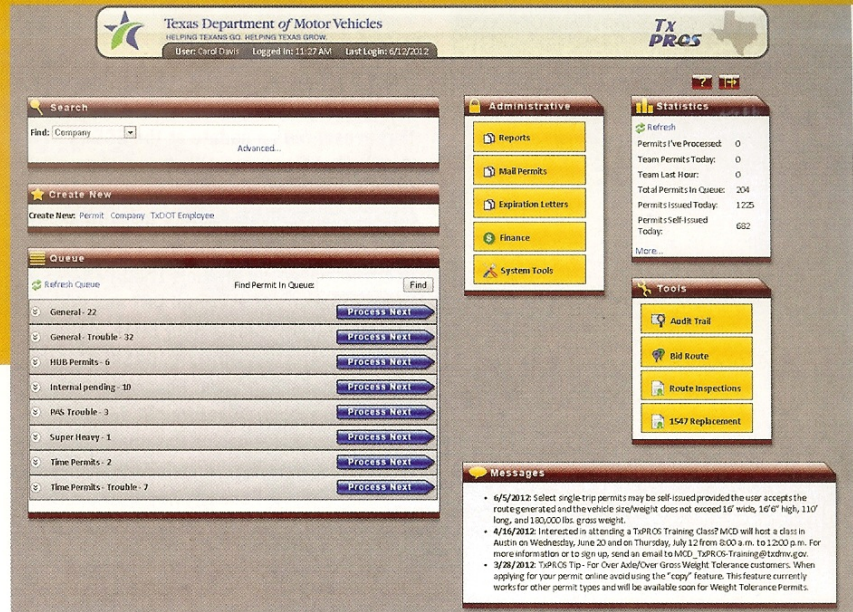 Texas Department of Motor Vehicles
HELPING TEXANS GO. HELPING TEXAS GROW.
User: Carol Davis Logged In: 11:27 AM Last Login: 6/12/2012
Tx
PROS
?
Search
Find: Company
Advanced...
Create New
Create New: Permit Company TxDOT Employee
Queue
Refresh Queue Find Permit In Queue: Find
General - 22 Process Next
General - Trouble - 32 Process Next
HUB Permits - 6 Process Next
Internal pending - 10 Process Next
PAS Trouble - 3 Process Next
Super Heavy - 1 Process Next
Time Permits - 2 Process Next
Time Permits - Trouble - 7 Process Next
Administrative
Reports
Mail Permits
Expiration Letters
Finance
System Tools
Statistics
Refresh
Permits I've Processed: 0
Team Permits Today: 0
Team Last Hour: 0
Total Permits In Queue: 204
Permits Issued Today: 1225
Permits Self-Issued
Today: 682
More...
Tools
Audit Trail
Bid Route
Route Inspections
1547 Replacement
Messages
• 6/5/2012: Select single-trip permits may be self-issued provided the user accepts the
route generated and the vehicle size/weight does not exceed 16' wide, 16'6" high, 110'
long, and 180,000 lbs. gross weight.
• 4/16/2012: Interested in attending a TxPROS Training Class? MCD will host a class in
Austin on Wednesday, June 20 and on Thursday, July 12 from 8:00 a.m. to 12:00 p.m. For
more information or to sign up, send an email to MCD_TxPROS-Training@txdmv.gov.
• 3/28/2012: TxPROS Tip - For Over Axle/Over Gross Weight Tolerance customers. When
applying for your permit online avoid using the "copy" feature. This feature currently
works for other permit types and will be available soon for Weight Tolerance Permits.